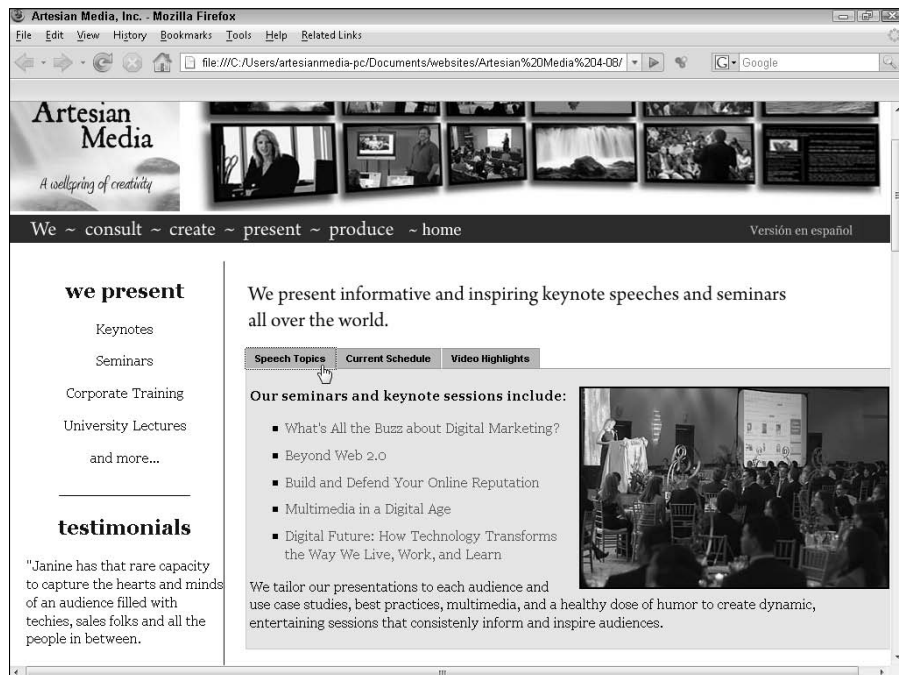 Artesian Media, Inc. - Mozilla Firefox
File Edit View History Bookmarks Tools Help Related Links
file:///C:/Users/artesianmedia-pc/Documents/websites/Artesian%20Media%204-08/
G Google
Artesian
Media
A wellspring of creativity
We ~ consult ~ create ~ present ~ produce ~ home
Versión en español
we present
Keynotes
Seminars
Corporate Training
University Lectures
and more...
testimonials
"Janine has that rare capacity
to capture the hearts and minds
of an audience filled with
techies, sales folks and all the
people in between.
We present informative and inspiring keynote speeches and seminars
all over the world.
Speech Topics Current Schedule Video Highlights
Our seminars and keynote sessions include:
What's All the Buzz about Digital Marketing?
Beyond Web 2.0
Build and Defend Your Online Reputation
Multimedia in a Digital Age
Digital Future: How Technology Transforms
the Way We Live, Work, and Learn
We tailor our presentations to each audience and
use case studies, best practices, multimedia, and a healthy dose of humor to create dynamic,
entertaining sessions that consistenly inform and inspire audiences.